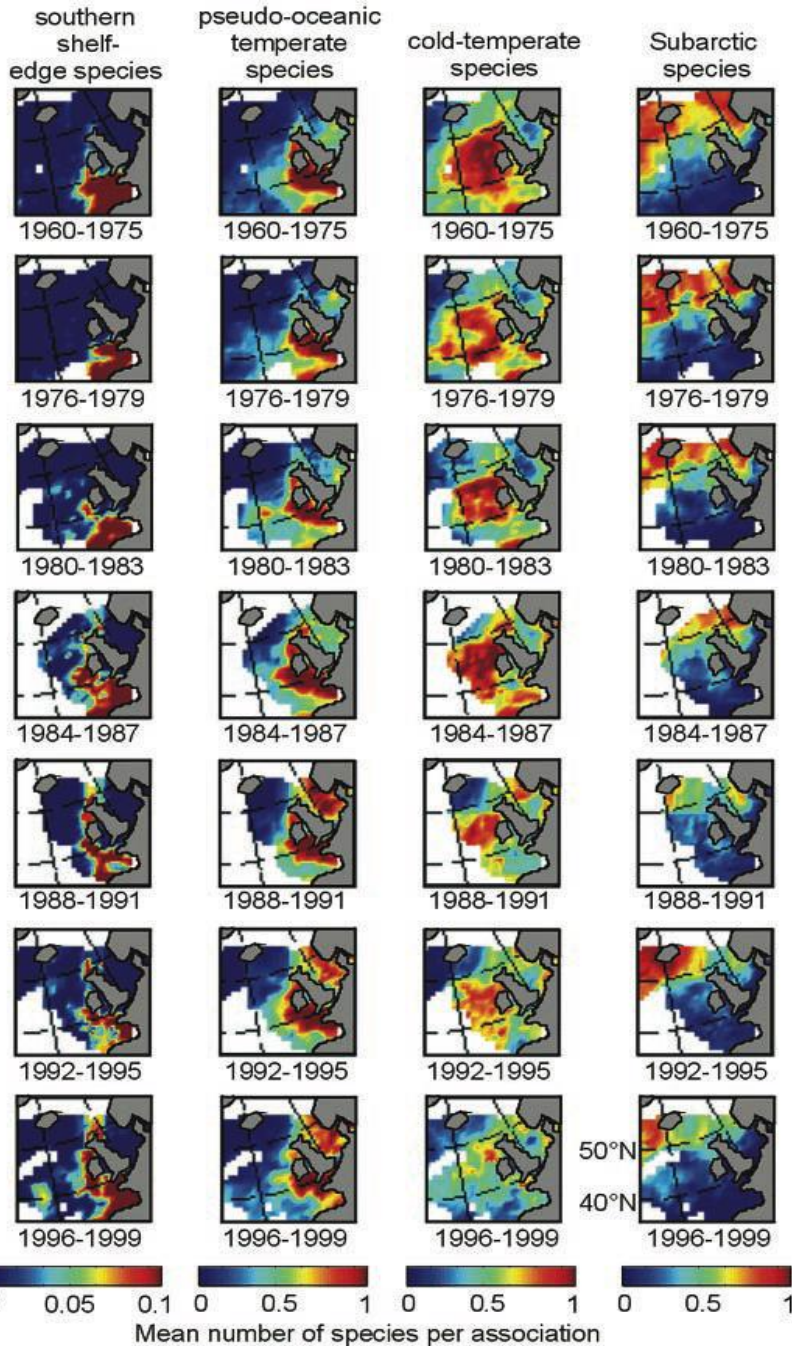 southern shelf-edge species
pseudo-oceanic temperate species
cold-temperate species
Subarctic species
1960-1975 1960-1975 1960-1975 1960-1975
1976-1979 1976-1979 1976-1979 1976-1979
1980-1983 1980-1983 1980-1983 1980-1983
1984-1987 1984-1987 1984-1987 1984-1987
1988-1991 1988-1991 1988-1991 1988-1991
1992-1995 1992-1995 1992-1995 1992-1995
50°N
40°N
1996-1999 1996-1999 1996-1999 1996-1999
0.05 0.1 0 0.5 1 0 0.5 1 0 0.5 1
Mean number of species per association